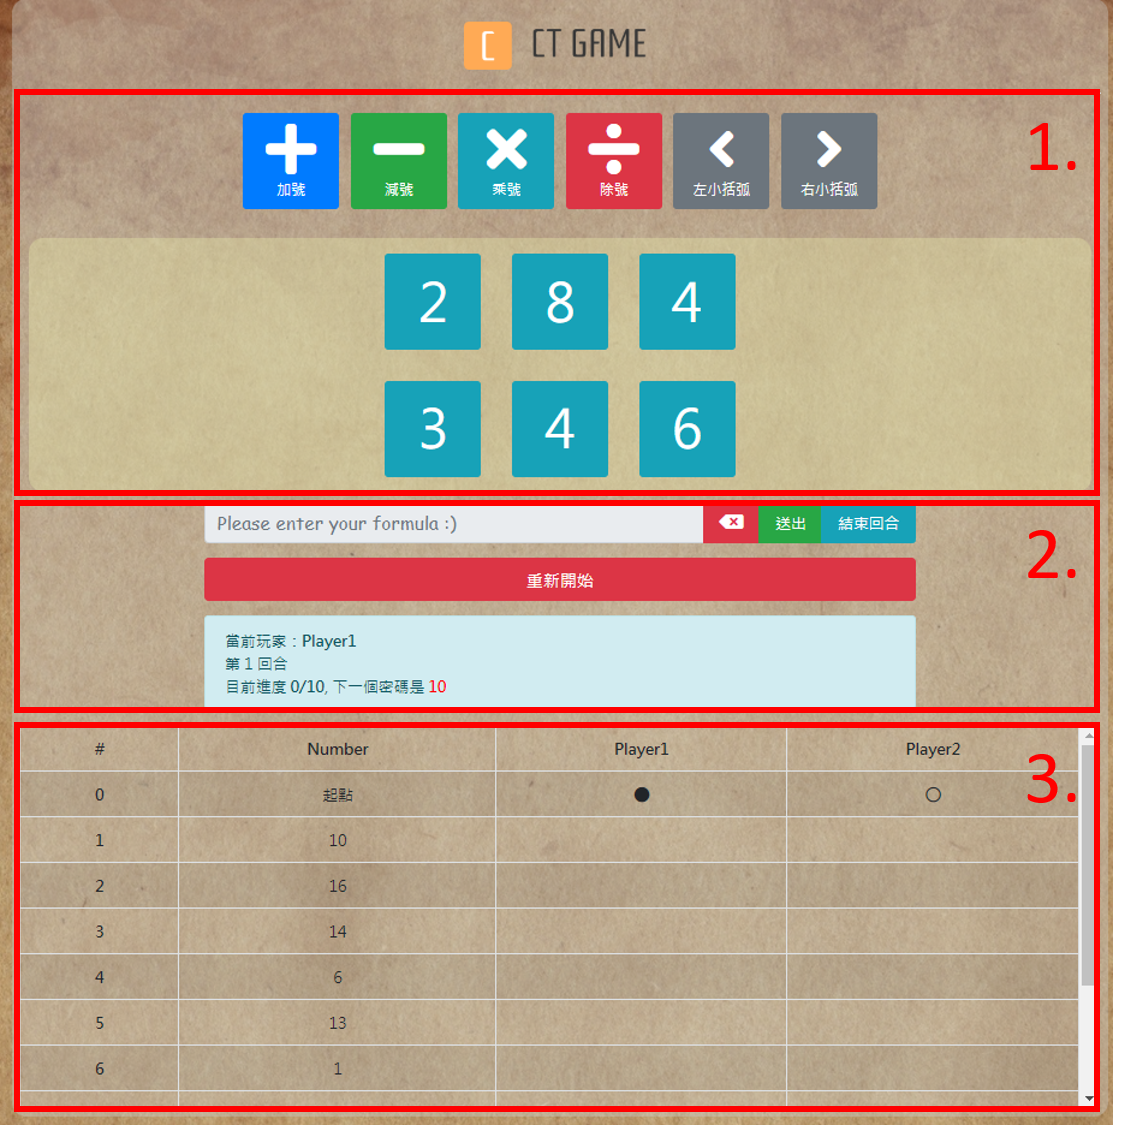 C CT GAME
1.
加號 減號 乘號 除號 左小括弧 右小括弧
2 8 4
3 4 6
2.
Please enter your formula :) 送出 結束回合
重新開始
當前玩家：Player1
第 1 回合
目前進度 0/10, 下一個密碼是 10
3.
# Number Player1 Player2
0 起點
1 10
2 16
3 14
4 6
5 13
6 1